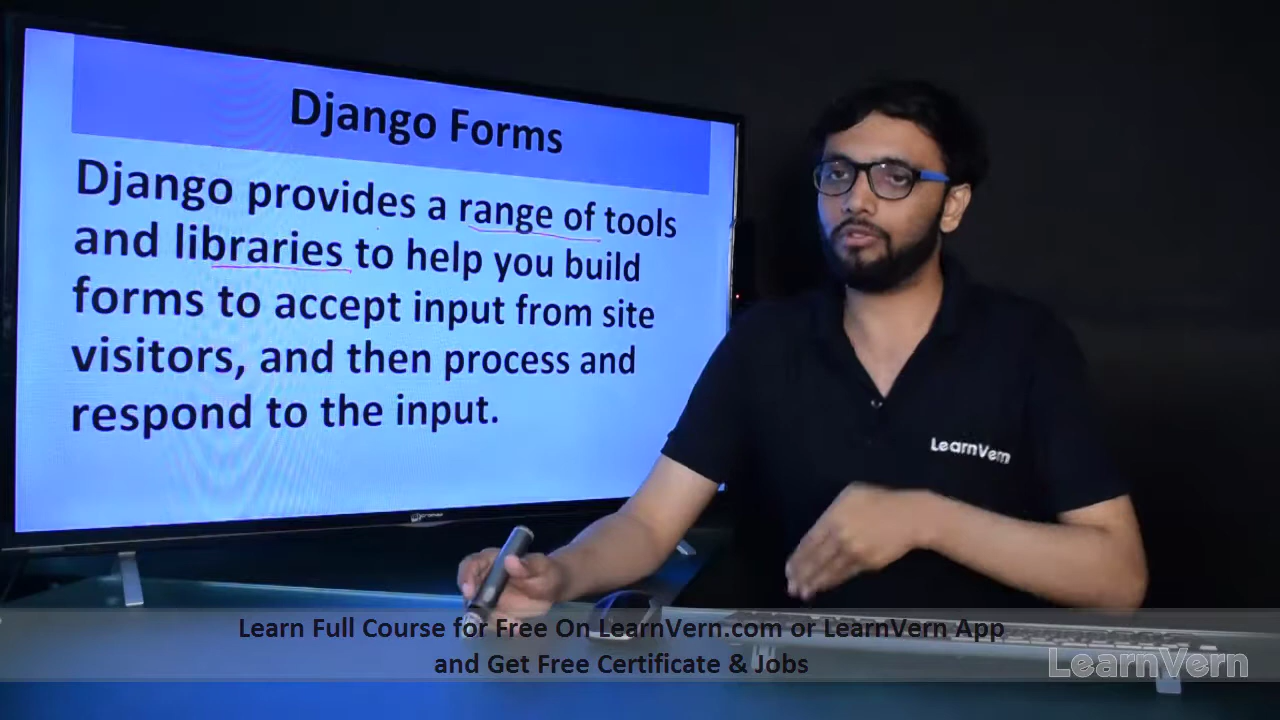 Django Forms
Django provides a range of tools
and libraries to help you build
forms to accept input from site
visitors, and then process and
respond to the input.
LearnVern
Learn Full Course for Free On LearnVern.com or LearnVern App
and Get Free Certificate & Jobs
LearnVern